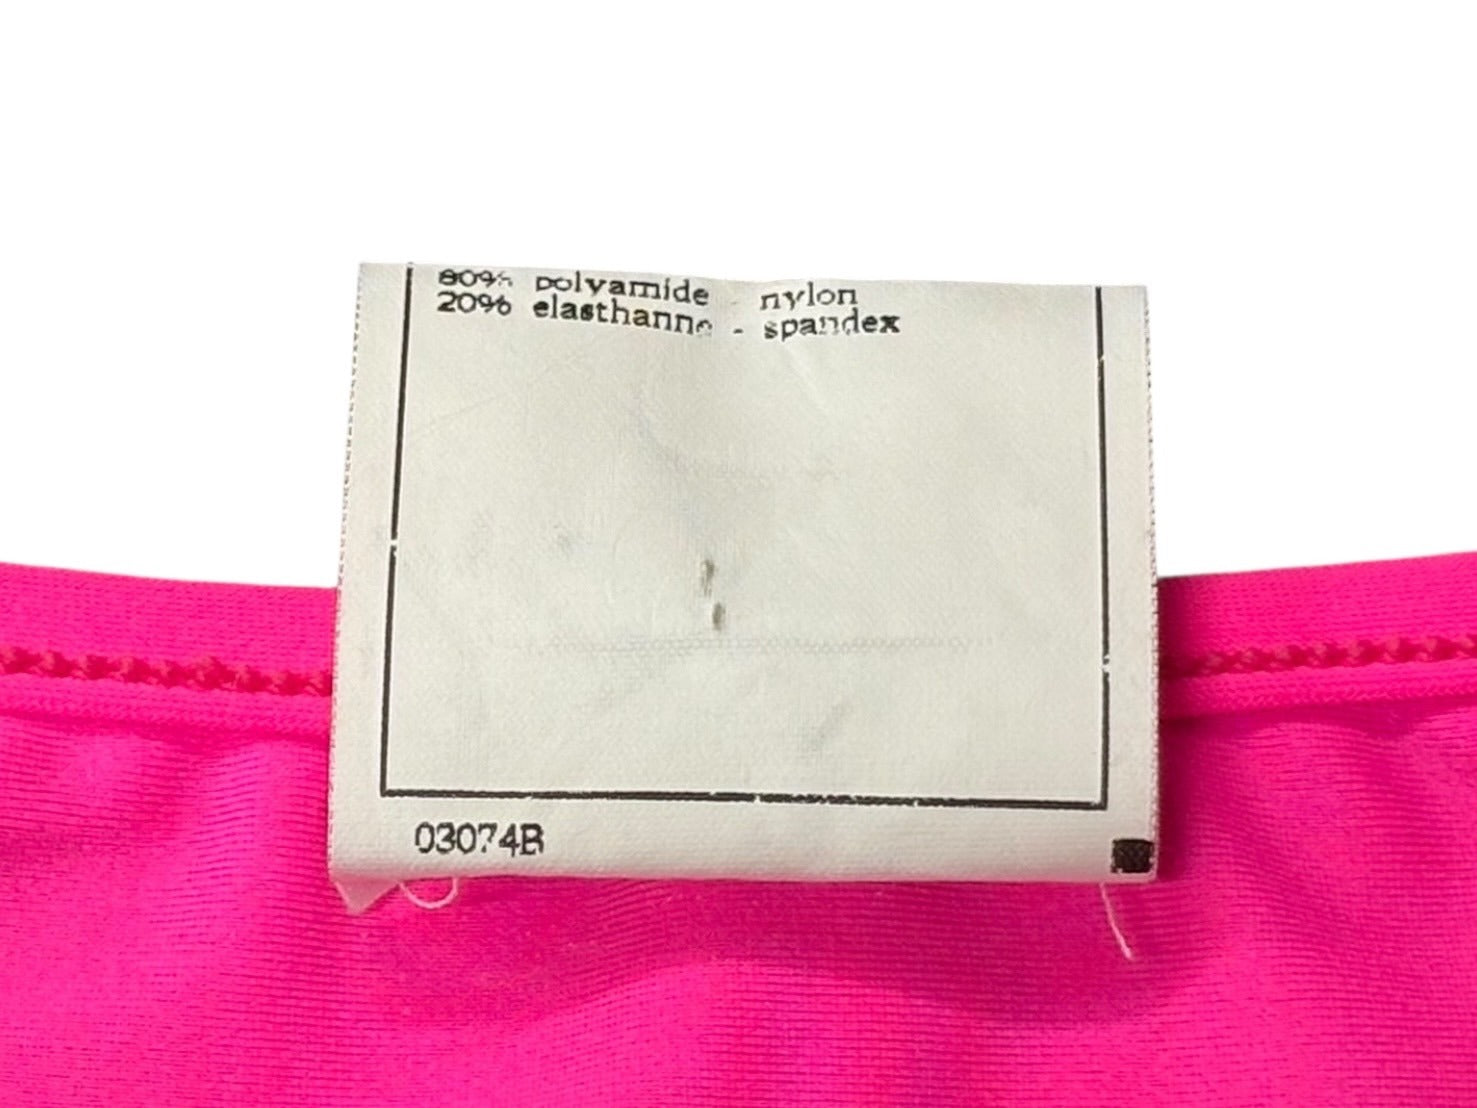 80% polyamide - nylon
20% elasthanne - spandex
03074B